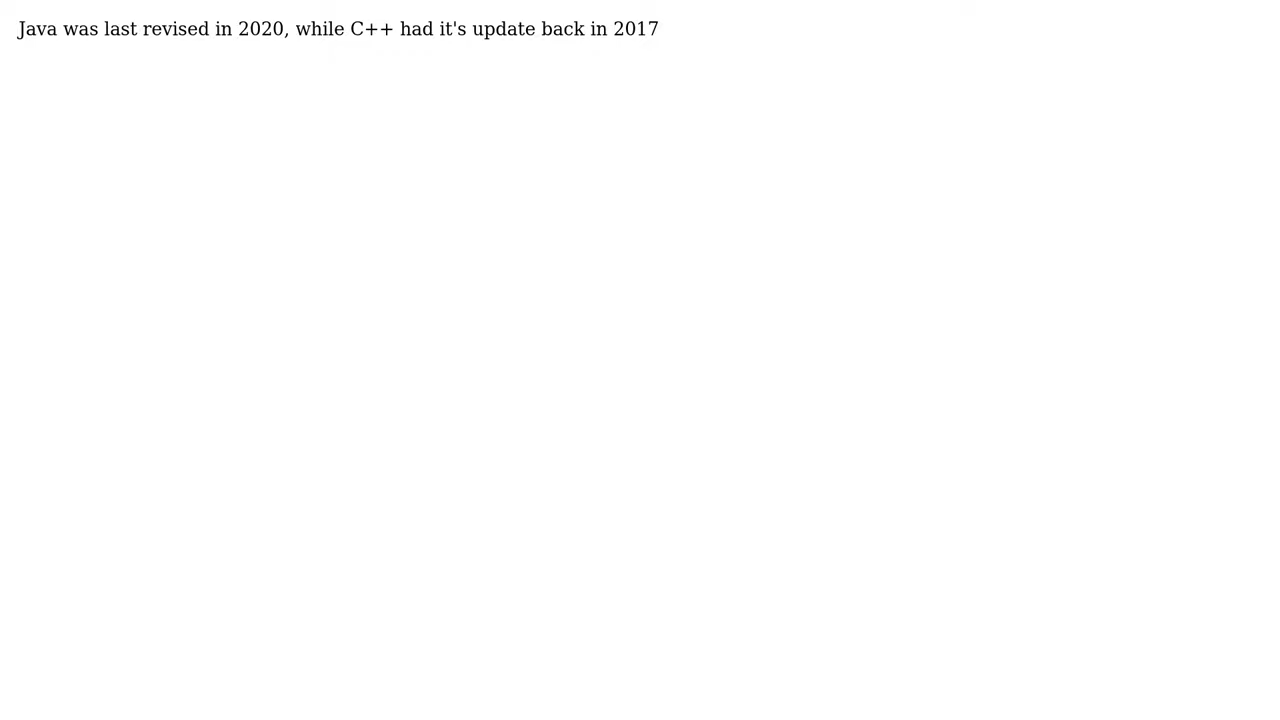 Java was last revised in 2020, while C++ had it's update back in 2017